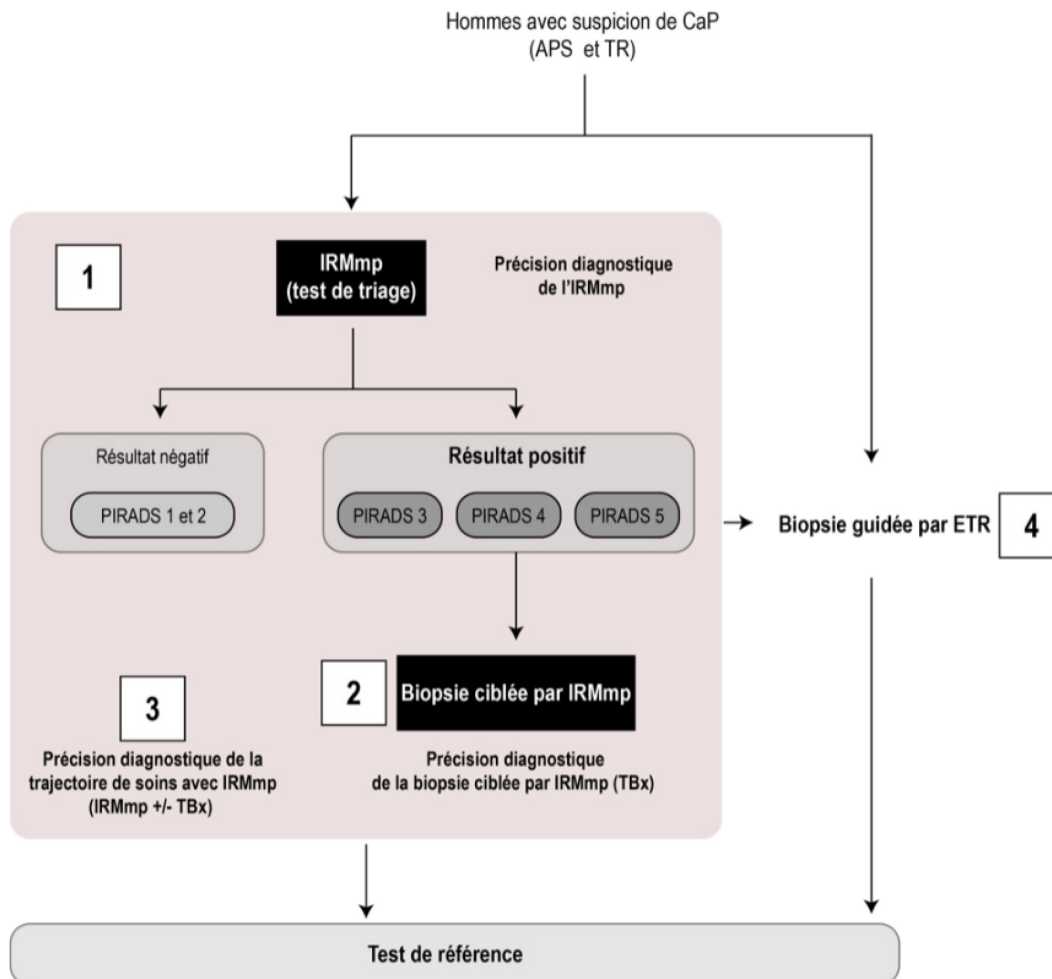 Hommes avec suspicion de CaP
(APS et TR)
1
IRMmp
(test de triage)
Précision diagnostique
de l'IRMmp
Résultat négatif
PIRADS 1 et 2
Résultat positif
PIRADS 3
PIRADS 4
PIRADS 5
Biopsie guidée par ETR
4
2
Biopsie ciblée par IRMmp
3
Précision diagnostique de la
trajectoire de soins avec IRMmp
(IRMmp +/- TBx)
Précision diagnostique
de la biopsie ciblée par IRMmp (TBx)
Test de référence